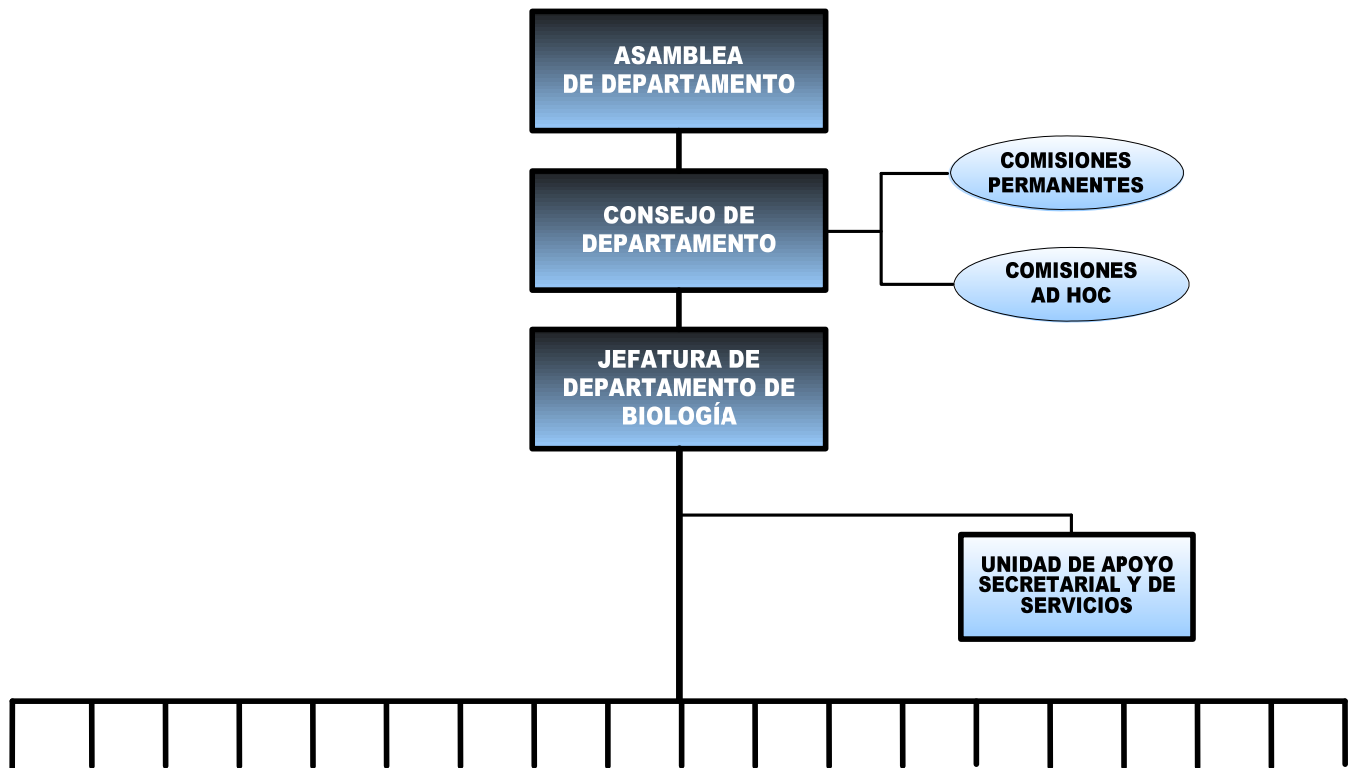 ASAMBLEA
DE DEPARTAMENTO
CONSEJO DE
DEPARTAMENTO
COMISIONES
PERMANENTES
COMISIONES
AD HOC
JEFATURA DE
DEPARTAMENTO DE
BIOLOGÍA
UNIDAD DE APOYO
SECRETARIAL Y DE
SERVICIOS